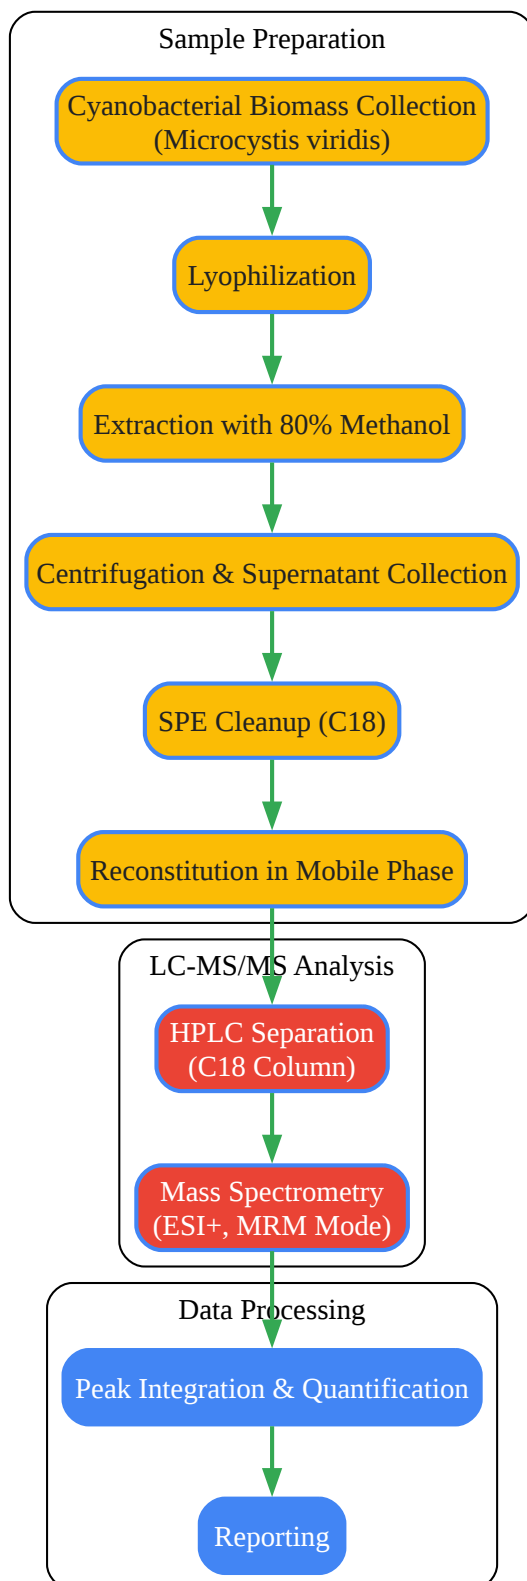 Sample Preparation
Cyanobacterial Biomass Collection
(Microcystis viridis)
Lyophilization
Extraction with 80% Methanol
Centrifugation & Supernatant Collection
SPE Cleanup (C18)
Reconstitution in Mobile Phase
LC-MS/MS Analysis
HPLC Separation
(C18 Column)
Mass Spectrometry
(ESI+, MRM Mode)
Data Processing
Peak Integration & Quantification
Reporting